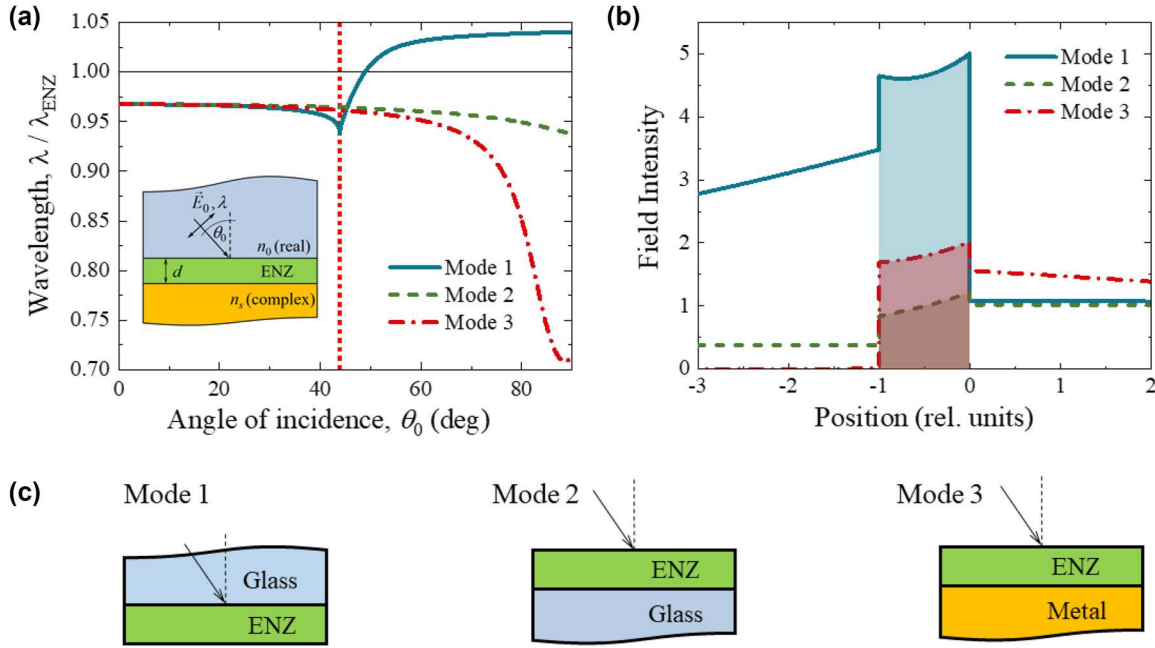 (a)
1.05
1.00
0.95
0.90
0.85
0.80
0.75
0.70
Wavelength, λ / λENZ
E⃗0, λ
θ0
n0 (real)
d
ENZ
ns (complex)
Mode 1
Mode 2
Mode 3
0 20 40 60 80
Angle of incidence, θ0 (deg)
(b)
5
4
3
2
1
0
Field Intensity
Mode 1
Mode 2
Mode 3
-3 -2 -1 0 1 2
Position (rel. units)
(c)
Mode 1
Glass
ENZ
Mode 2
ENZ
Glass
Mode 3
ENZ
Metal